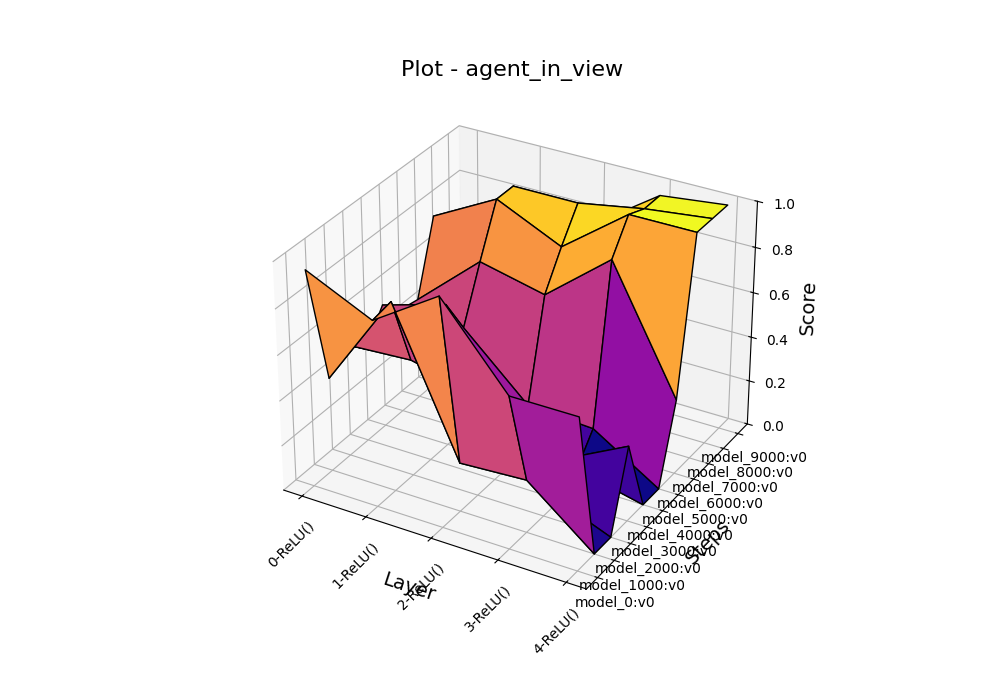 Plot - agent_in_view
1.0
0.8
0.6
0.4
0.2
0.0
Score
model_9000:v0
model_8000:v0
model_7000:v0
model_6000:v0
model_5000:v0
model_4000:v0
model_3000:v0
model_2000:v0
model_1000:v0
model_0:v0
Steps
0-ReLU()
1-ReLU()
2-ReLU()
3-ReLU()
4-ReLU()
Layer